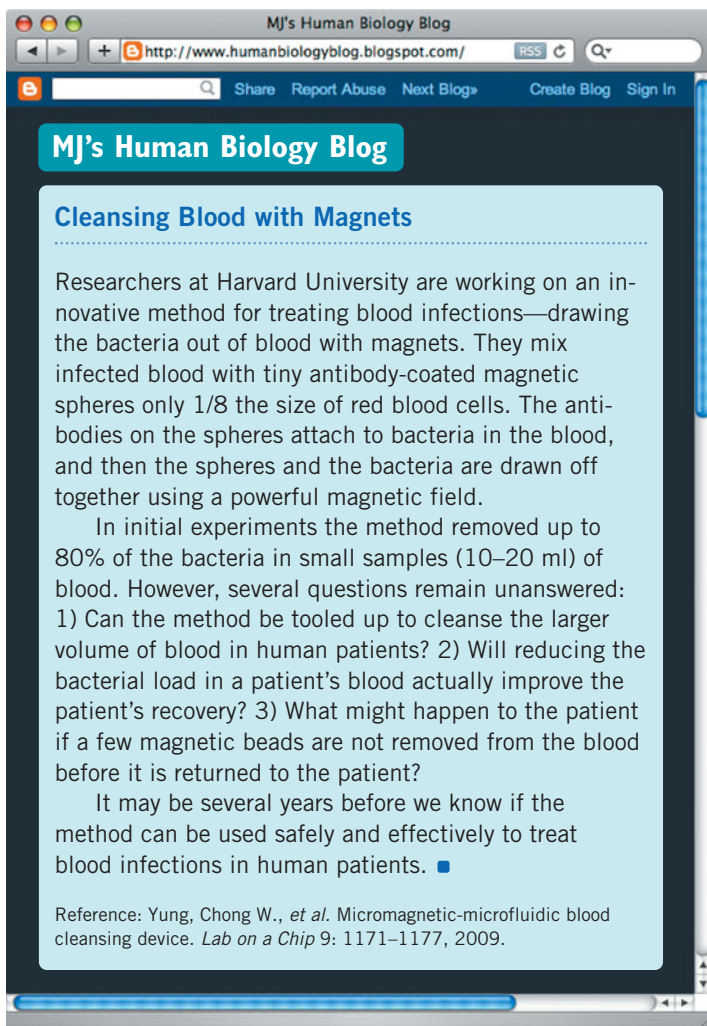 MJ's Human Biology Blog
http://www.humanbiologyblog.blogspot.com/
RSS
Share Report Abuse Next Blog» Create Blog Sign In
MJ's Human Biology Blog
Cleansing Blood with Magnets
Researchers at Harvard University are working on an in-
novative method for treating blood infections—drawing
the bacteria out of blood with magnets. They mix
infected blood with tiny antibody-coated magnetic
spheres only 1/8 the size of red blood cells. The anti-
bodies on the spheres attach to bacteria in the blood,
and then the spheres and the bacteria are drawn off
together using a powerful magnetic field.
In initial experiments the method removed up to
80% of the bacteria in small samples (10–20 ml) of
blood. However, several questions remain unanswered:
1) Can the method be tooled up to cleanse the larger
volume of blood in human patients? 2) Will reducing the
bacterial load in a patient's blood actually improve the
patient's recovery? 3) What might happen to the patient
if a few magnetic beads are not removed from the blood
before it is returned to the patient?
It may be several years before we know if the
method can be used safely and effectively to treat
blood infections in human patients.
Reference: Yung, Chong W., et al. Micromagnetic-microfluidic blood
cleansing device. Lab on a Chip 9: 1171–1177, 2009.